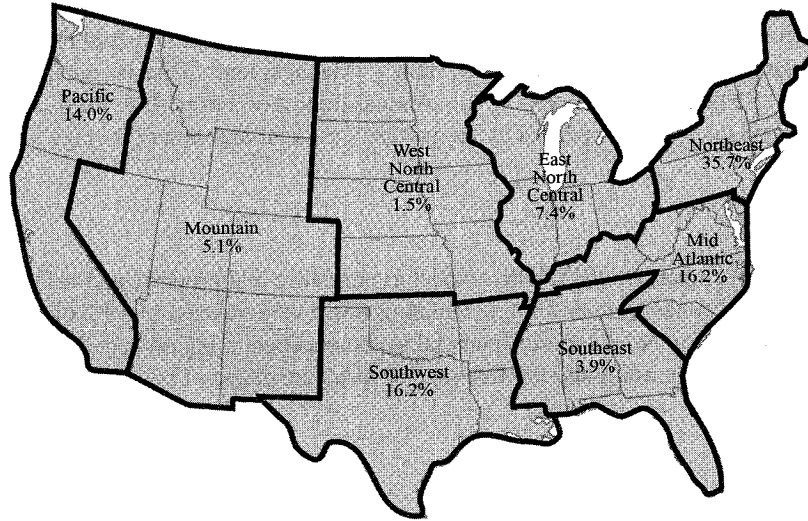 Pacific
14.0%
Mountain
5.1%
West
North
Central
1.5%
East
North
Central
7.4%
Northeast
35.7%
Mid
Atlantic
16.2%
Southwest
16.2%
Southeast
3.9%